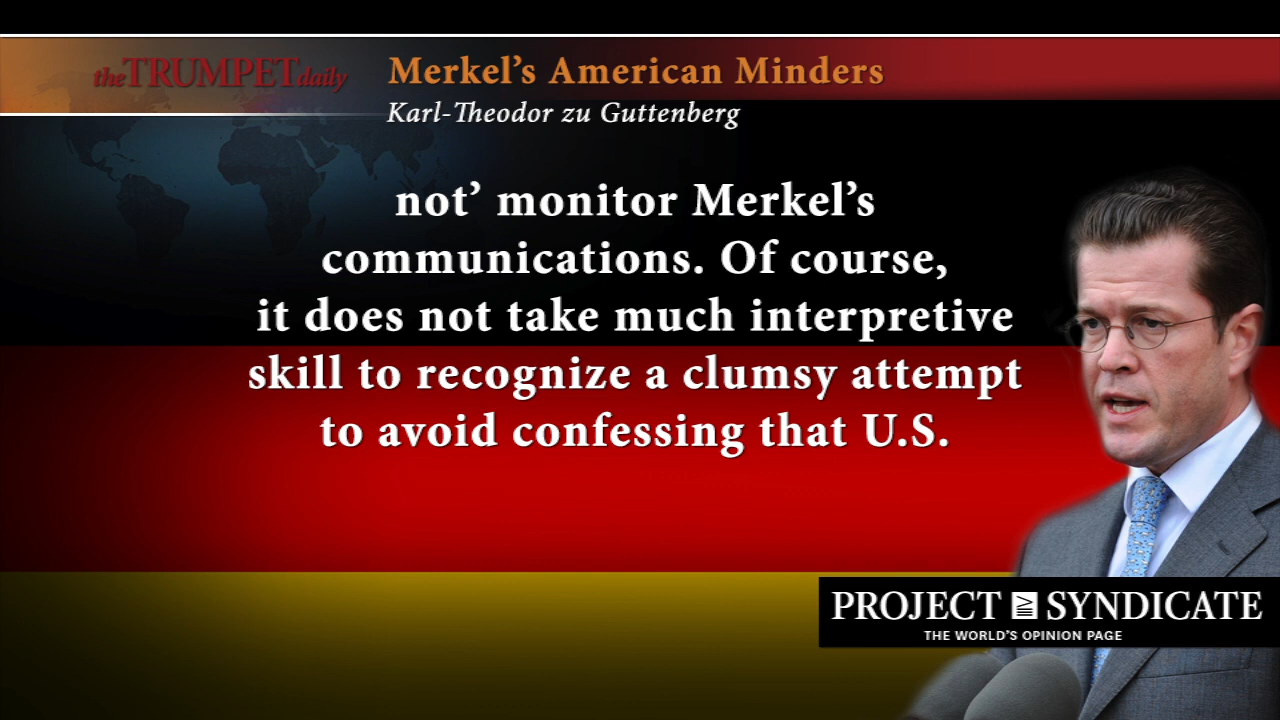 theTRUMPETdaily
Merkel’s American Minders
Karl-Theodor zu Guttenberg
not’ monitor Merkel’s
communications. Of course,
it does not take much interpretive
skill to recognize a clumsy attempt
to avoid confessing that U.S.
PROJECT SYNDICATE
THE WORLD’S OPINION PAGE